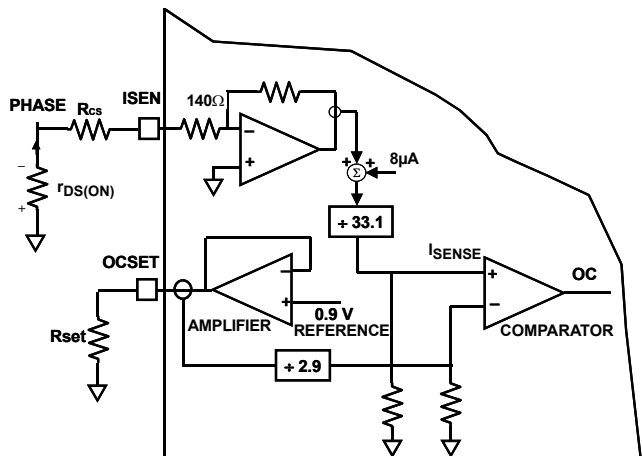 PHASE
RCS
ISEN
140Ω
−
+
rDS(ON)
−
+
+ +
Σ
8µA
÷ 33.1
ISENSE
OCSET
−
+
0.9 V
REFERENCE
AMPLIFIER
Rset
÷ 2.9
+
−
OC
COMPARATOR